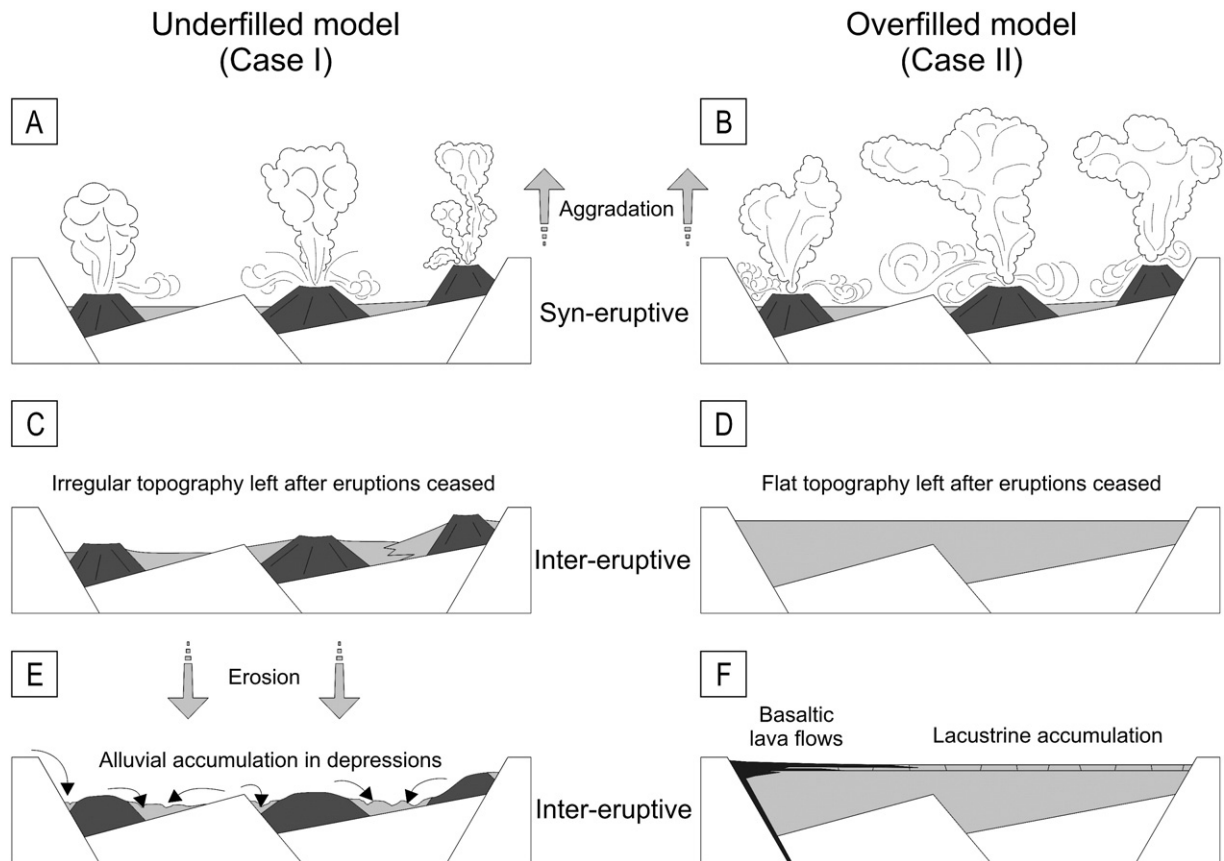 Underfilled model
(Case I)
Overfilled model
(Case II)
A
B
Aggradation
Syn-eruptive
C
D
Irregular topography left after eruptions ceased
Flat topography left after eruptions ceased
Inter-eruptive
E
Erosion
F
Alluvial accumulation in depressions
Basaltic
lava flows
Lacustrine accumulation
Inter-eruptive